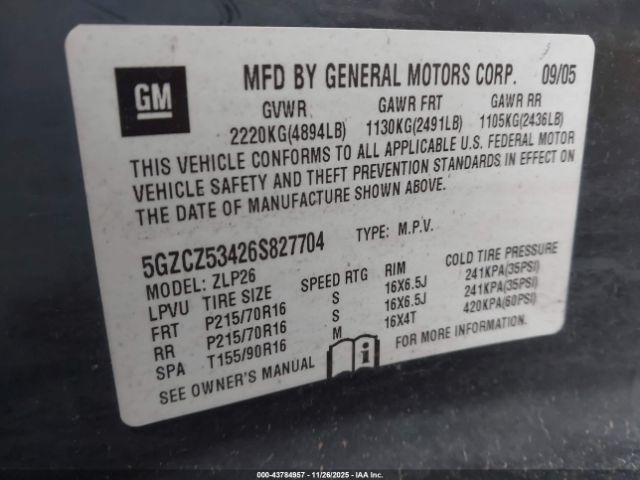 GM
MFD BY GENERAL MOTORS CORP. 09/05
GVWR GAWR FRT GAWR RR
2220KG(4894LB) 1130KG(2491LB) 1105KG(2436LB)
THIS VEHICLE CONFORMS TO ALL APPLICABLE U.S. FEDERAL MOTOR
VEHICLE SAFETY AND THEFT PREVENTION STANDARDS IN EFFECT ON
THE DATE OF MANUFACTURE SHOWN ABOVE.
5GZCZ53426S827704 TYPE: M.P.V.
MODEL: ZLP26
LPVU TIRE SIZE SPEED RTG RIM COLD TIRE PRESSURE
FRT P215/70R16 S 16X6.5J 241KPA(35PSI)
RR P215/70R16 S 16X6.5J 241KPA(35PSI)
SPA T155/90R16 M 16X4T 420KPA(60PSI)
SEE OWNER'S MANUAL i FOR MORE INFORMATION.
000-43784957 - 11/26/2025 - IAA Inc.